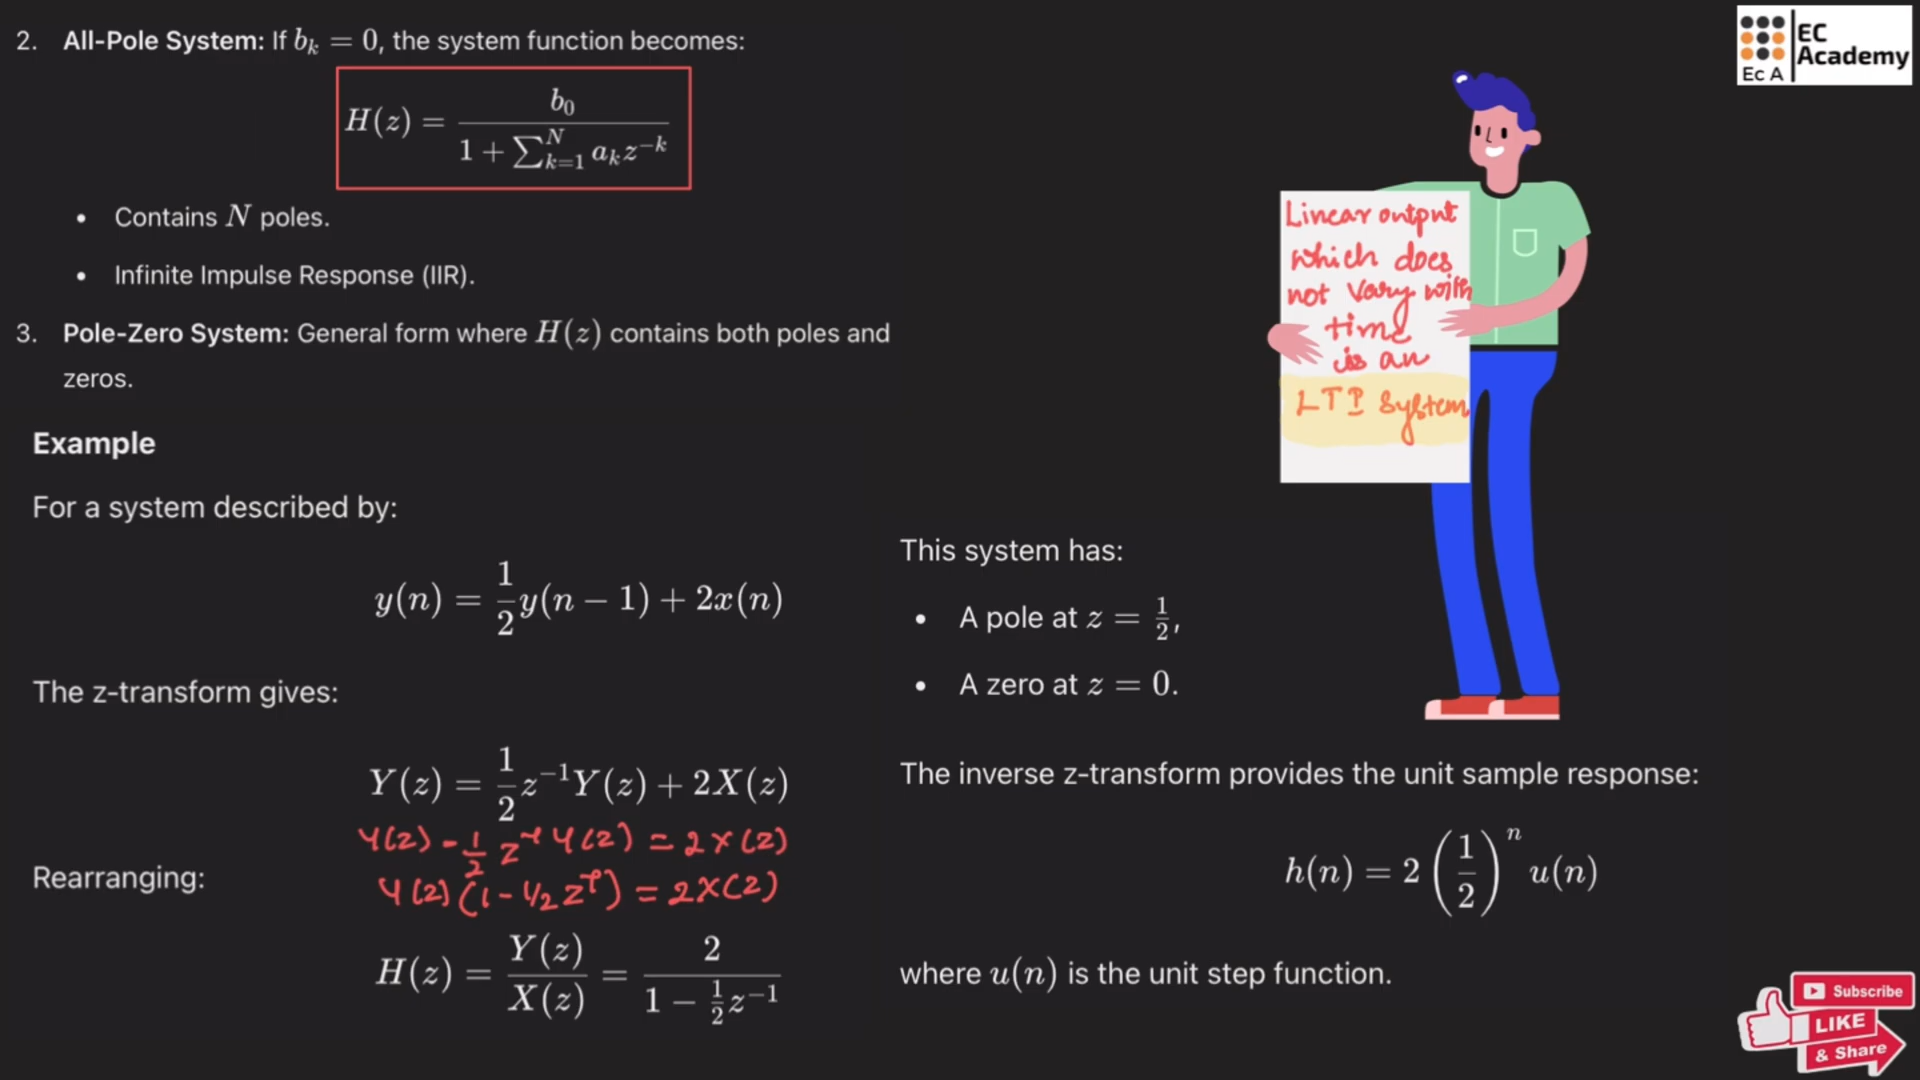 2. All-Pole System: If b_k = 0, the system function becomes:
H(z) = b_0 / (1 + ∑_{k=1}^{N} a_k z^{-k})
• Contains N poles.
• Infinite Impulse Response (IIR).
3. Pole-Zero System: General form where H(z) contains both poles and
zeros.
Example
For a system described by:
y(n) = 1/2 y(n − 1) + 2x(n)
The z-transform gives:
Y(z) = 1/2 z^{-1} Y(z) + 2X(z)
Y(z) - 1/2 z^{-1} Y(z) = 2X(z)
Rearranging:
Y(z) (1 - 1/2 z^{-1}) = 2X(z)
H(z) = Y(z)/X(z) = 2 / (1 − 1/2 z^{-1})
This system has:
• A pole at z = 1/2,
• A zero at z = 0.
The inverse z-transform provides the unit sample response:
h(n) = 2 (1/2)^n u(n)
where u(n) is the unit step function.
Linear output
which does
not vary with
time
is an
LTI System
EC
Academy
Ec A
Subscribe
LIKE
& Share